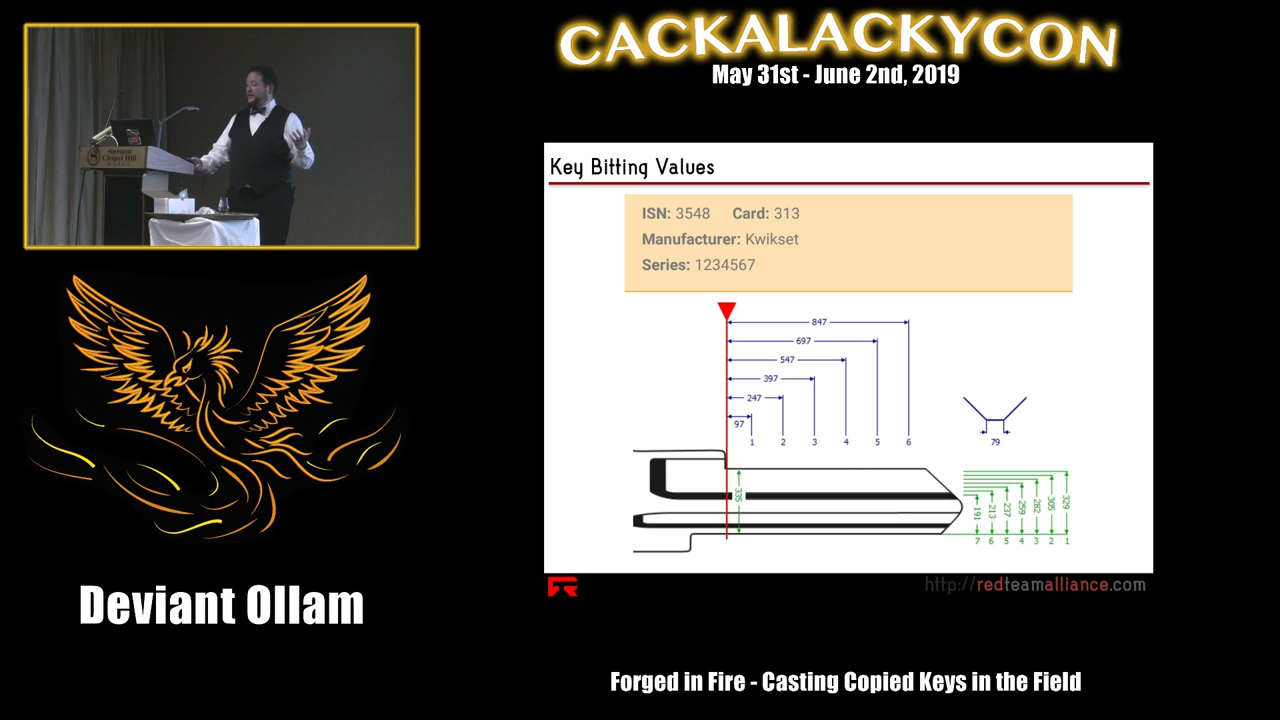 CACKALACKYCON
May 31st - June 2nd, 2019
Sheraton
Chapel Hill
Key Bitting Values
ISN: 3548 Card: 313
Manufacturer: Kwikset
Series: 1234567
847
697
547
397
247
97
1 2 3 4 5 6
79
335
191 213 237 259 282 305 329
7 6 5 4 3 2 1
http://redteamalliance.com
Deviant Ollam
Forged in Fire - Casting Copied Keys in the Field